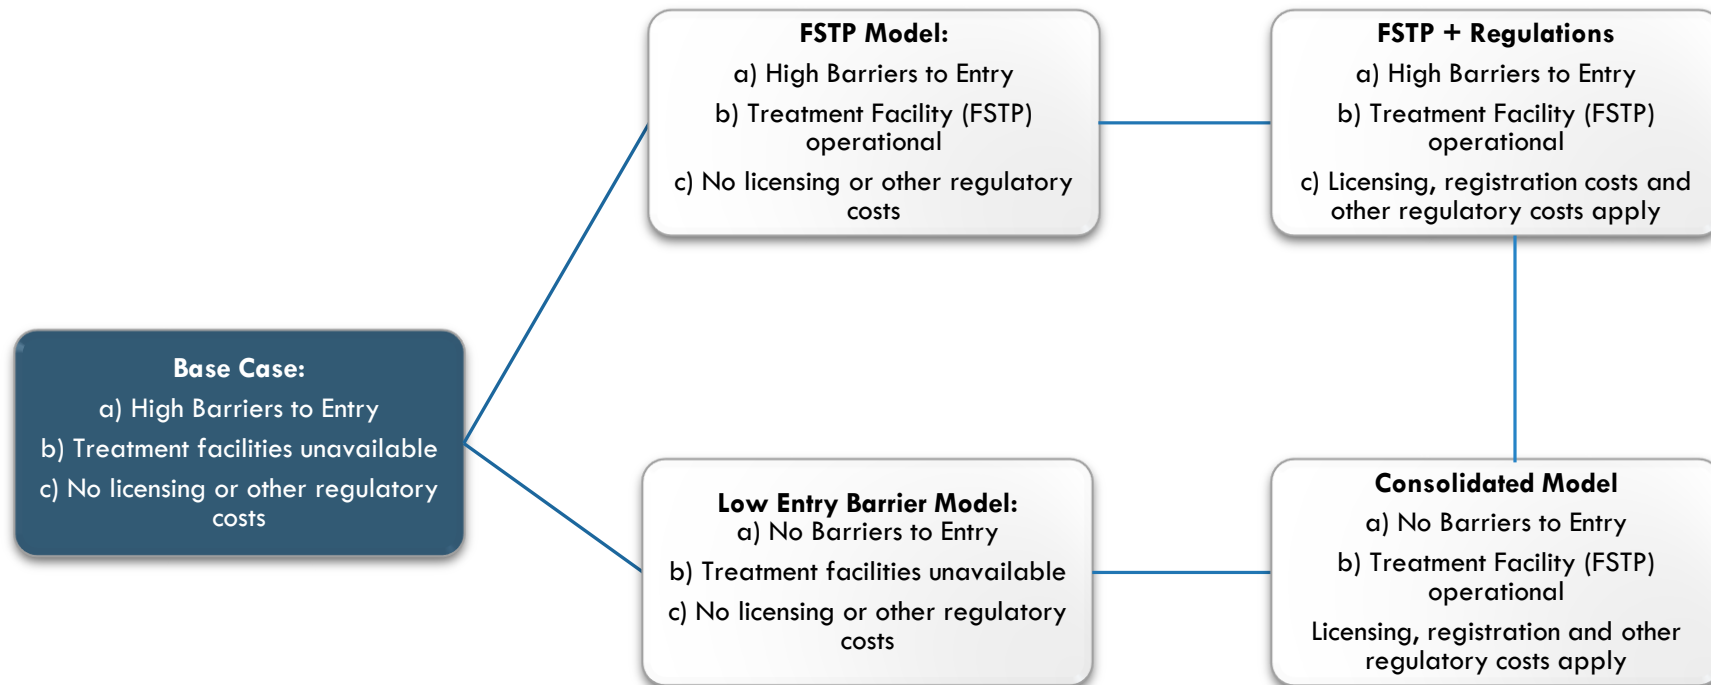 FSTP Model:
a) High Barriers to Entry
b) Treatment Facility (FSTP)
operational
c) No licensing or other regulatory
costs
FSTP + Regulations
a) High Barriers to Entry
b) Treatment Facility (FSTP)
operational
c) Licensing, registration costs and
other regulatory costs apply
Base Case:
a) High Barriers to Entry
b) Treatment facilities unavailable
c) No licensing or other regulatory
costs
Low Entry Barrier Model:
a) No Barriers to Entry
b) Treatment facilities unavailable
c) No licensing or other regulatory
costs
Consolidated Model
a) No Barriers to Entry
b) Treatment Facility (FSTP)
operational
Licensing, registration and other
regulatory costs apply